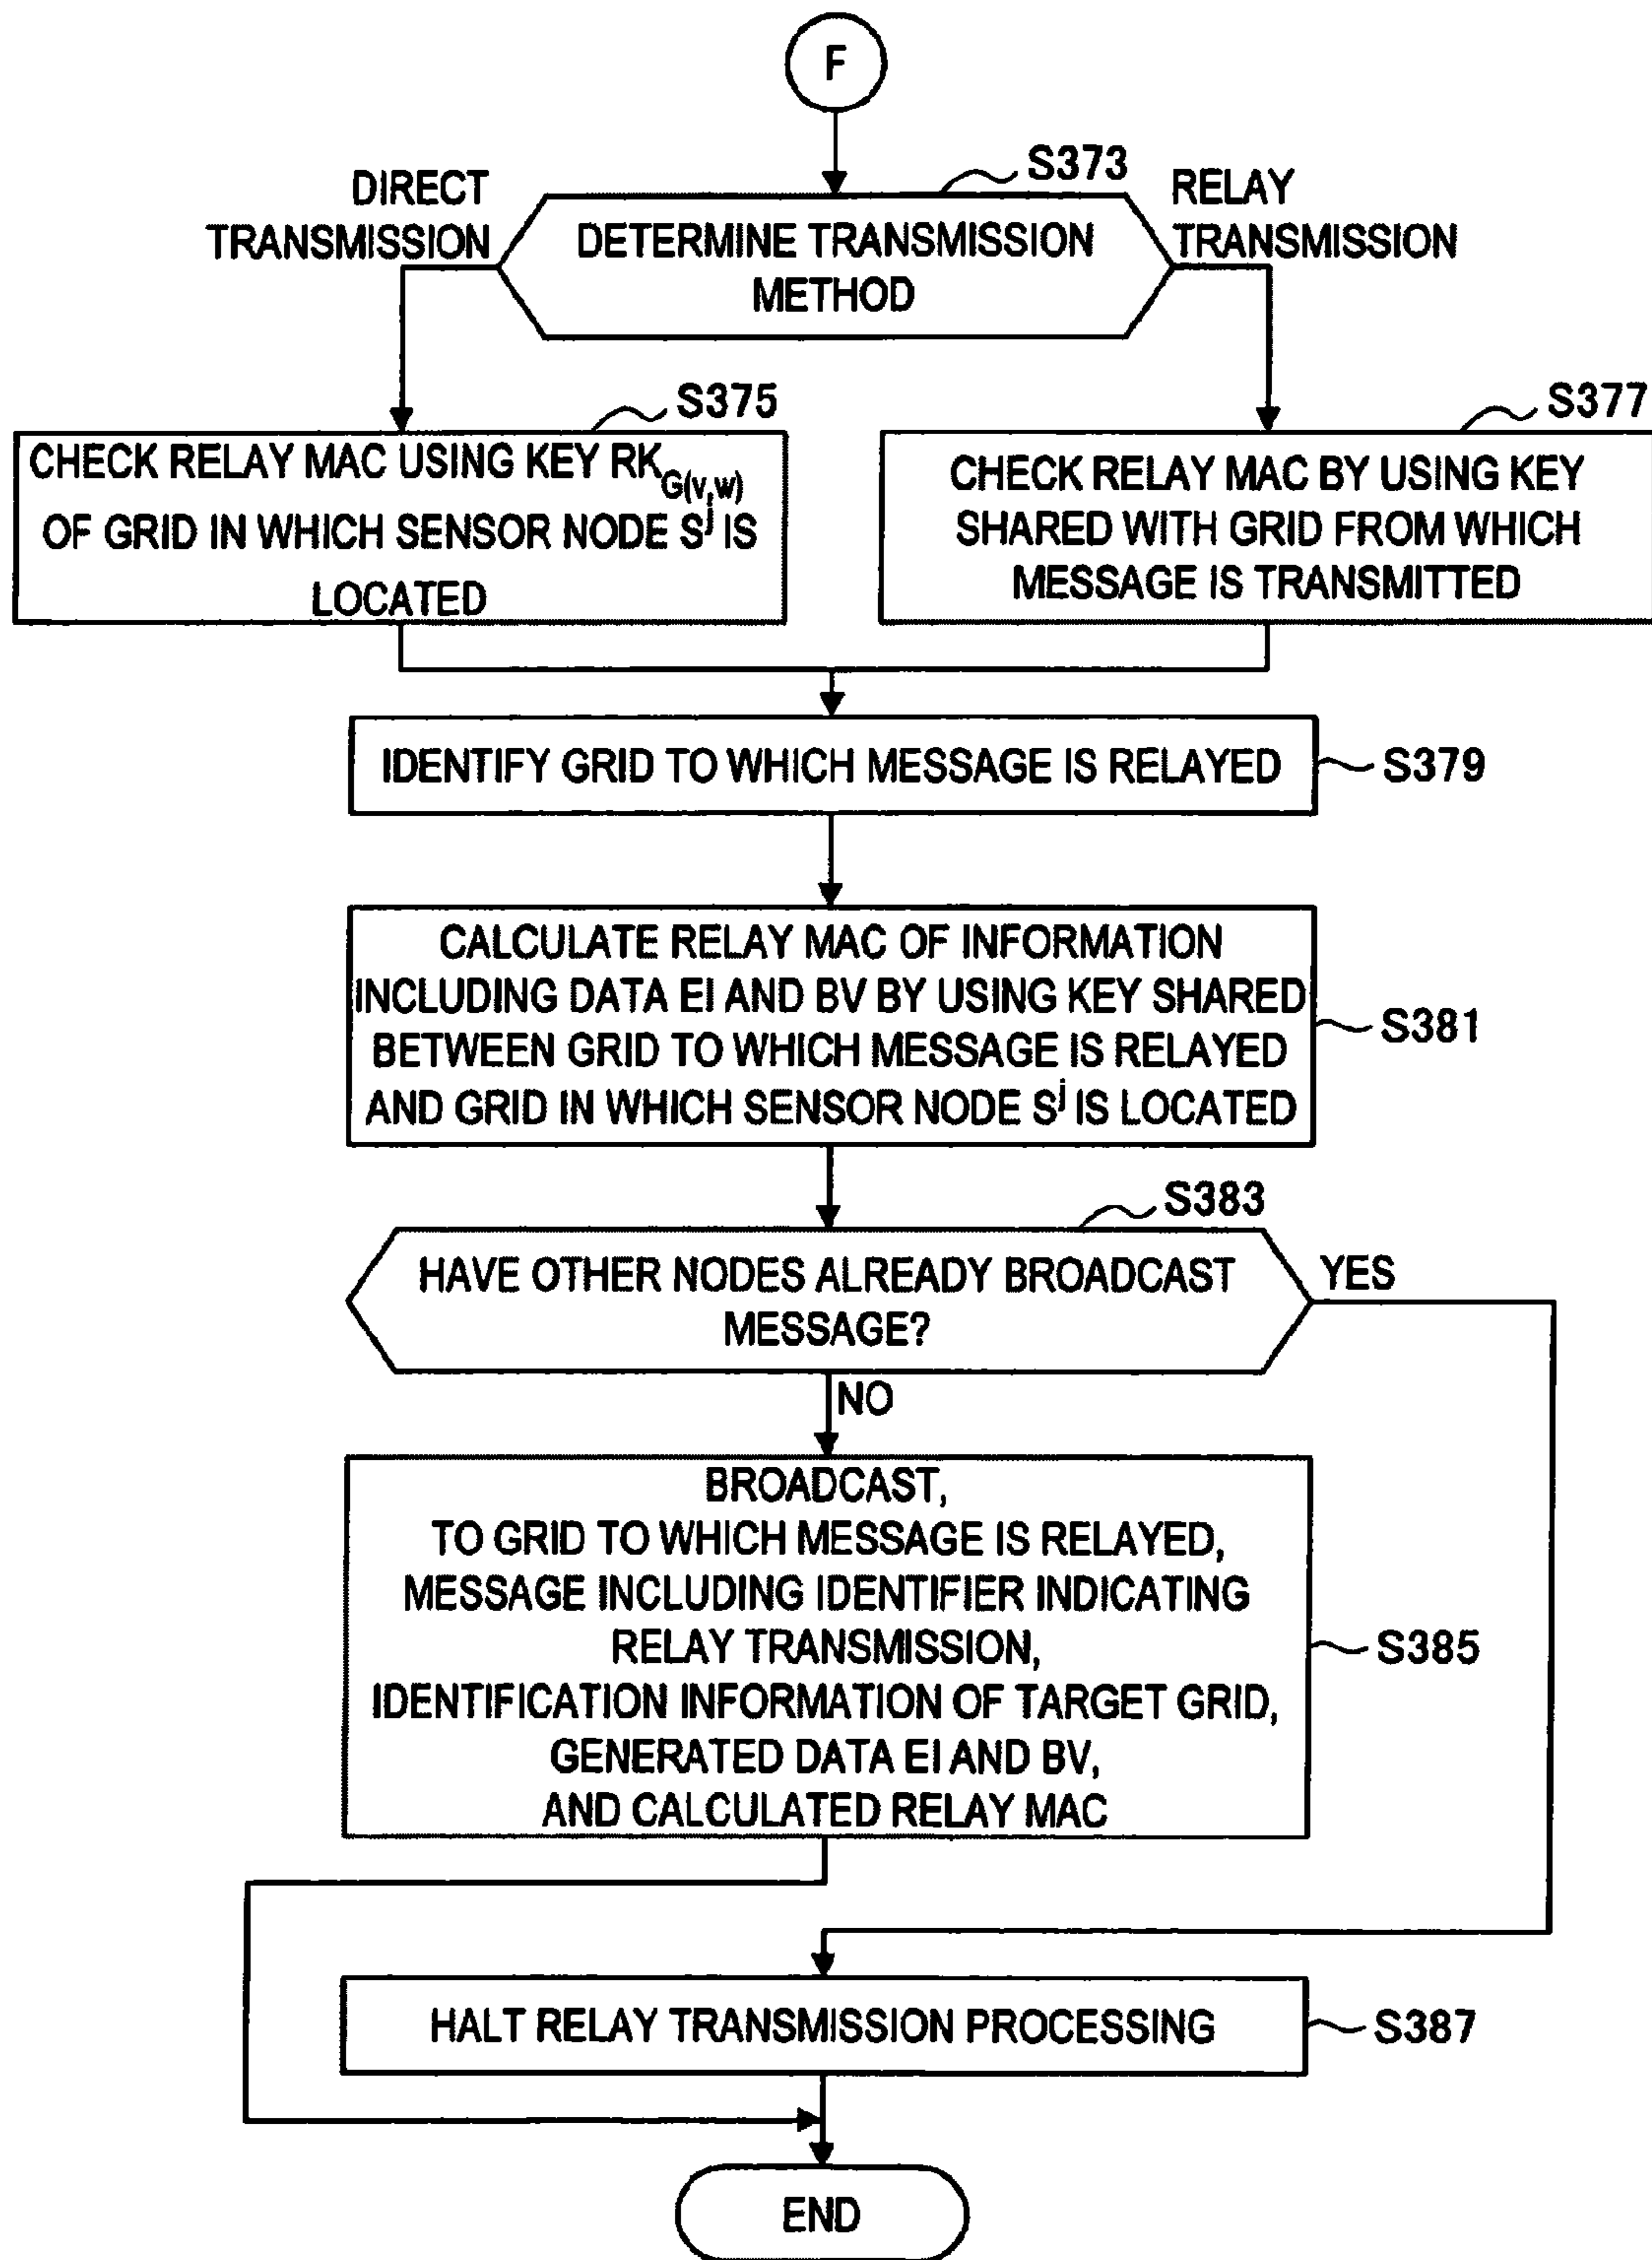 F
S373
DIRECT
TRANSMISSION
RELAY
TRANSMISSION
DETERMINE TRANSMISSION
METHOD
S375
CHECK RELAY MAC USING KEY RK_G(v,w)
OF GRID IN WHICH SENSOR NODE S^j IS
LOCATED
S377
CHECK RELAY MAC BY USING KEY
SHARED WITH GRID FROM WHICH
MESSAGE IS TRANSMITTED
IDENTIFY GRID TO WHICH MESSAGE IS RELAYED
S379
CALCULATE RELAY MAC OF INFORMATION
INCLUDING DATA EI AND BV BY USING KEY SHARED
BETWEEN GRID TO WHICH MESSAGE IS RELAYED
AND GRID IN WHICH SENSOR NODE S^j IS LOCATED
S381
S383
HAVE OTHER NODES ALREADY BROADCAST
MESSAGE?
YES
NO
BROADCAST,
TO GRID TO WHICH MESSAGE IS RELAYED,
MESSAGE INCLUDING IDENTIFIER INDICATING
RELAY TRANSMISSION,
IDENTIFICATION INFORMATION OF TARGET GRID,
GENERATED DATA EI AND BV,
AND CALCULATED RELAY MAC
S385
HALT RELAY TRANSMISSION PROCESSING
S387
END